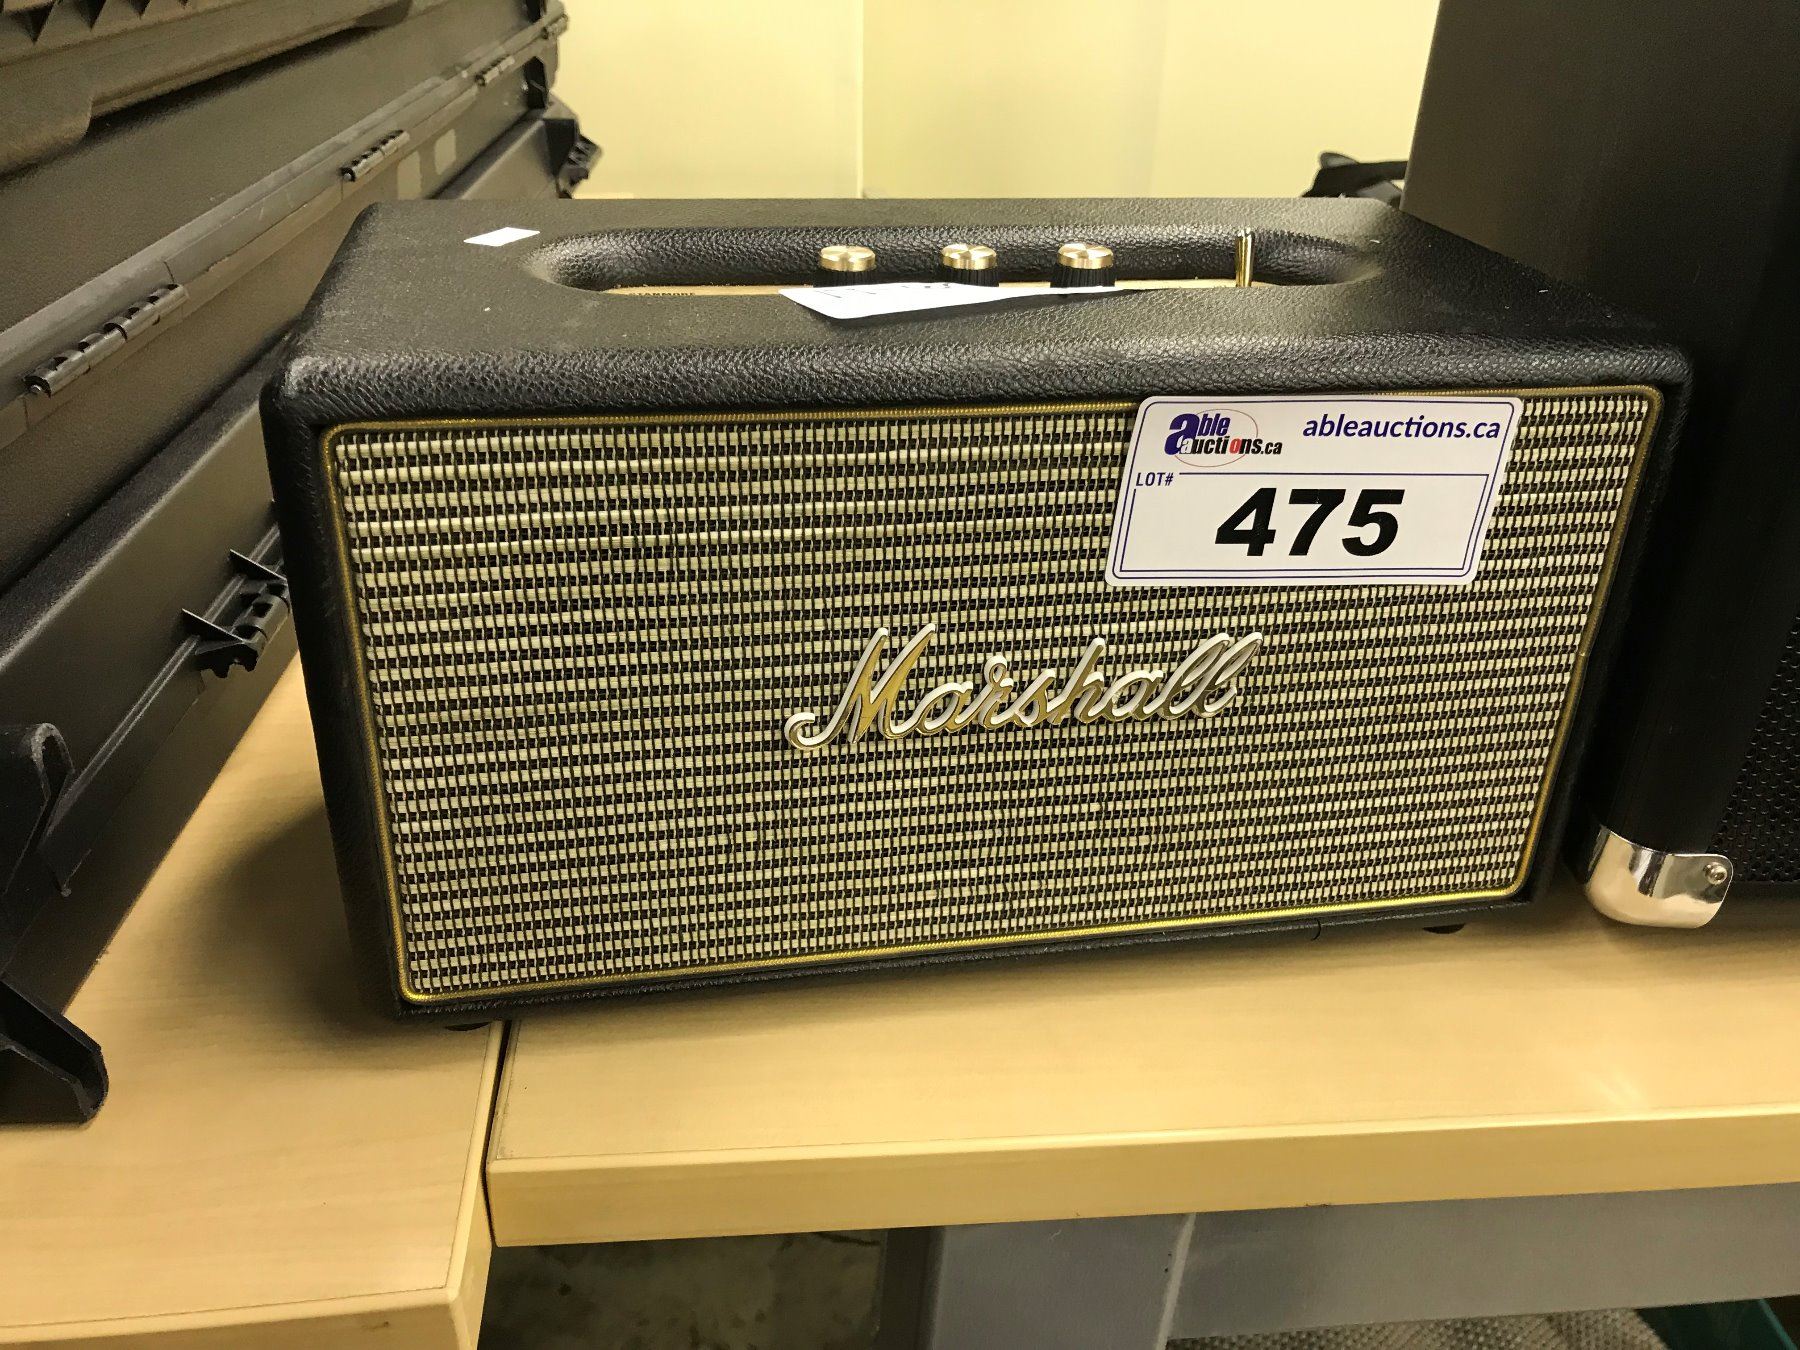 able
auctions.ca
ableauctions.ca
LOT#
475
Marshall